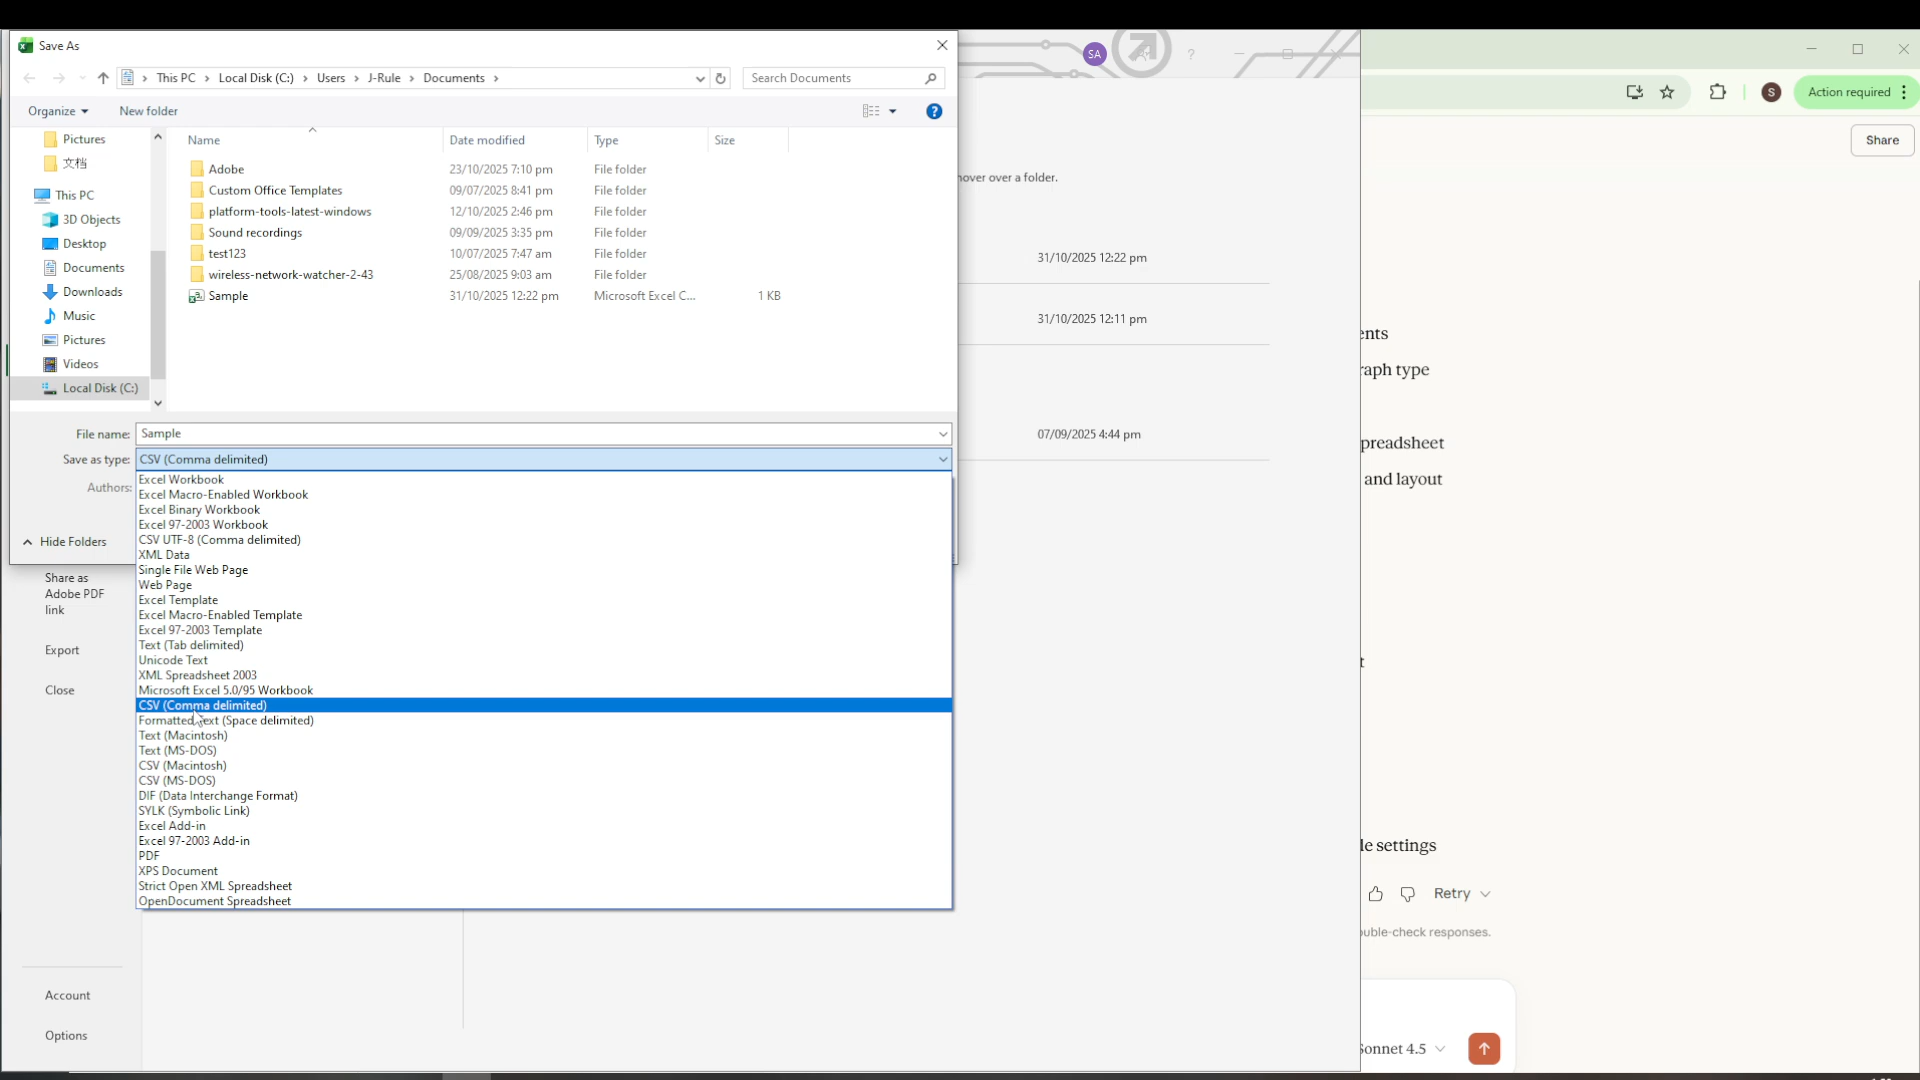 Save As
This PC > Local Disk (C:) > Users > J-Rule > Documents >
Search Documents
Organize
New folder
Pictures
文档
This PC
3D Objects
Desktop
Documents
Downloads
Music
Pictures
Videos
Local Disk (C:)
Name Date modified Type Size
Adobe 23/10/2025 7:10 pm File folder
Custom Office Templates 09/07/2025 8:41 pm File folder
platform-tools-latest-windows 12/10/2025 2:46 pm File folder
Sound recordings 09/09/2025 3:35 pm File folder
test123 10/07/2025 7:47 am File folder
wireless-network-watcher-2-43 25/08/2025 9:03 am File folder
Sample 31/10/2025 12:22 pm Microsoft Excel C... 1 KB
File name: Sample
Save as type: CSV (Comma delimited)
Authors:
Hide Folders
Excel Workbook
Excel Macro-Enabled Workbook
Excel Binary Workbook
Excel 97-2003 Workbook
CSV UTF-8 (Comma delimited)
XML Data
Single File Web Page
Web Page
Excel Template
Excel Macro-Enabled Template
Excel 97-2003 Template
Text (Tab delimited)
Unicode Text
XML Spreadsheet 2003
Microsoft Excel 5.0/95 Workbook
CSV (Comma delimited)
Formatted Text (Space delimited)
Text (Macintosh)
Text (MS-DOS)
CSV (Macintosh)
CSV (MS-DOS)
DIF (Data Interchange Format)
SYLK (Symbolic Link)
Excel Add-in
Excel 97-2003 Add-in
PDF
XPS Document
Strict Open XML Spreadsheet
OpenDocument Spreadsheet
Share as
Adobe PDF
link
Export
Close
Account
Options
SA
?
hover over a folder.
31/10/2025 12:22 pm
31/10/2025 12:11 pm
07/09/2025 4:44 pm
S
Action required
Share
ents
raph type
preadsheet
and layout
t
le settings
Retry
ouble-check responses.
Sonnet 4.5